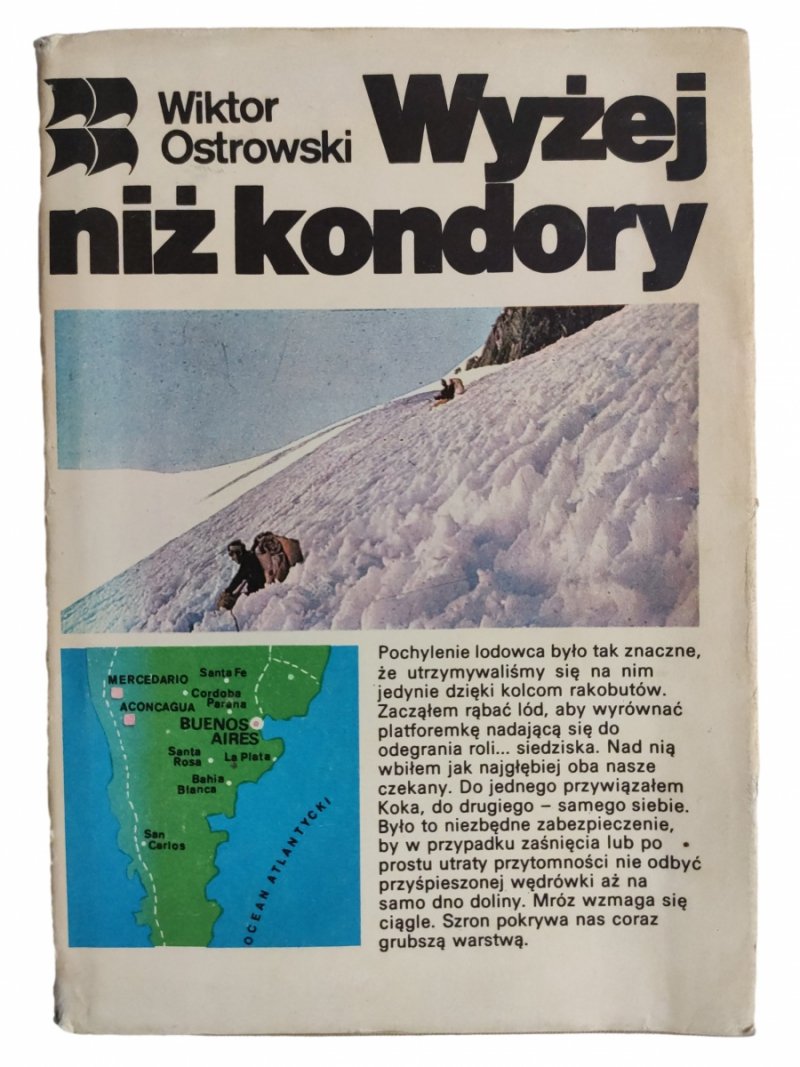 Wiktor
Ostrowski
Wyżej
niż kondory
MERCEDARIO
Santa Fe
Cordoba
Parana
ACONCAGUA
BUENOS
AIRES
Santa
Rosa
La Plata
Bahia
Blanca
San
Carlos
OCEAN ATLANTYCKI
Pochylenie lodowca było tak znaczne,
że utrzymywaliśmy się na nim
jedynie dzięki kolcom rakobutów.
Zacząłem rąbać lód, aby wyrównać
platforemkę nadającą się do
odegrania roli... siedziska. Nad nią
wbiłem jak najgłębiej oba nasze
czekany. Do jednego przywiązałem
Koka, do drugiego – samego siebie.
Było to niezbędne zabezpieczenie,
by w przypadku zaśnięcia lub po
prostu utraty przytomności nie odbyć
przyśpieszonej wędrówki aż na
samo dno doliny. Mróz wzmaga się
ciągle. Szron pokrywa nas coraz
grubszą warstwą.